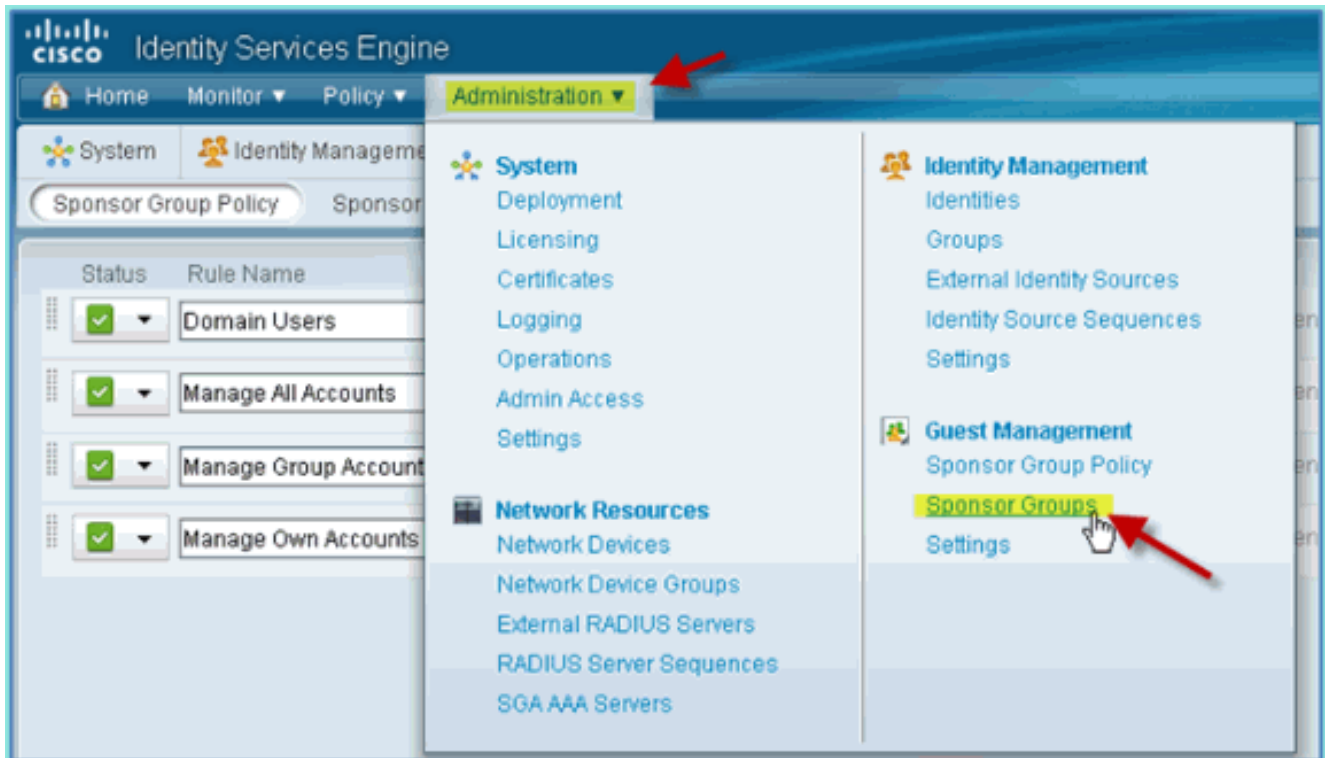 CISCO Identity Services Engine
Home Monitor Policy Administration
System Identity Manageme
Sponsor Group Policy Sponsor
Status Rule Name
Domain Users
Manage All Accounts
Manage Group Account
Manage Own Accounts
System
Deployment
Licensing
Certificates
Logging
Operations
Admin Access
Settings
Network Resources
Network Devices
Network Device Groups
External RADIUS Servers
RADIUS Server Sequences
SGA AAA Servers
Identity Management
Identities
Groups
External Identity Sources
Identity Source Sequences
Settings
Guest Management
Sponsor Group Policy
Sponsor Groups
Settings